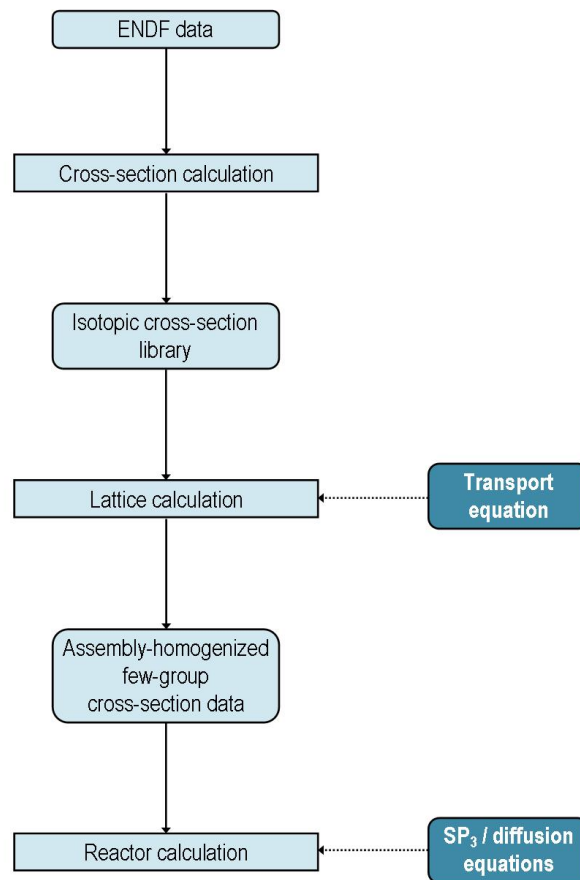 ENDF data
Cross-section calculation
Isotopic cross-section
library
Lattice calculation
Transport
equation
Assembly-homogenized
few-group
cross-section data
Reactor calculation
SP₃ / diffusion
equations